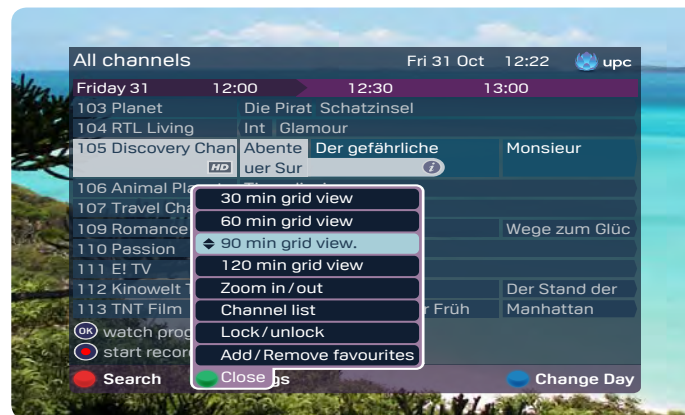 All channels Fri 31 Oct 12:22 upc
Friday 31 12:00 12:30 13:00
103 Planet Die Pirat Schatzinsel
104 RTL Living Int Glamour
105 Discovery Chan Abente Der gefährliche Monsieur
HD uer Sur i
106 Animal Pla
107 Travel Cha
109 Romance Wege zum Glüc
110 Passion
111 E! TV
112 Kinowelt T Der Stand der
113 TNT Film r Früh Manhattan
OK watch prog
start recor
30 min grid view
60 min grid view
90 min grid view.
120 min grid view
Zoom in/out
Channel list
Lock/unlock
Add/Remove favourites
Search Close gs Change Day